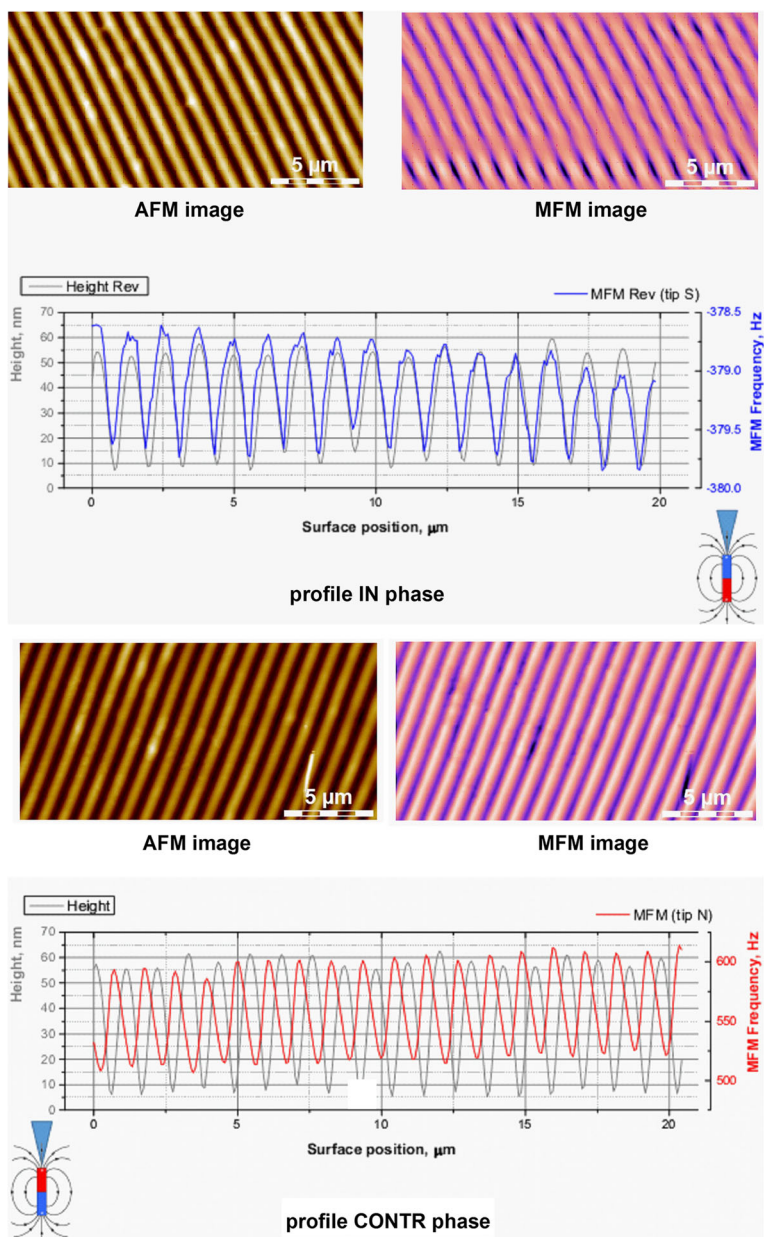 5 µm
5 µm
AFM image
MFM image
Height Rev
MFM Rev (tip S)
70
60
50
40
30
20
10
0
Height, nm
-378.5
-379.0
-379.5
-380.0
MFM Frequency, Hz
0
5
10
15
20
Surface position, µm
profile IN phase
5 µm
5 µm
AFM image
MFM image
Height
MFM (tip N)
70
60
50
40
30
20
10
0
Height, nm
600
550
500
MFM Frequency, Hz
0
5
10
15
20
Surface position, µm
profile CONTR phase